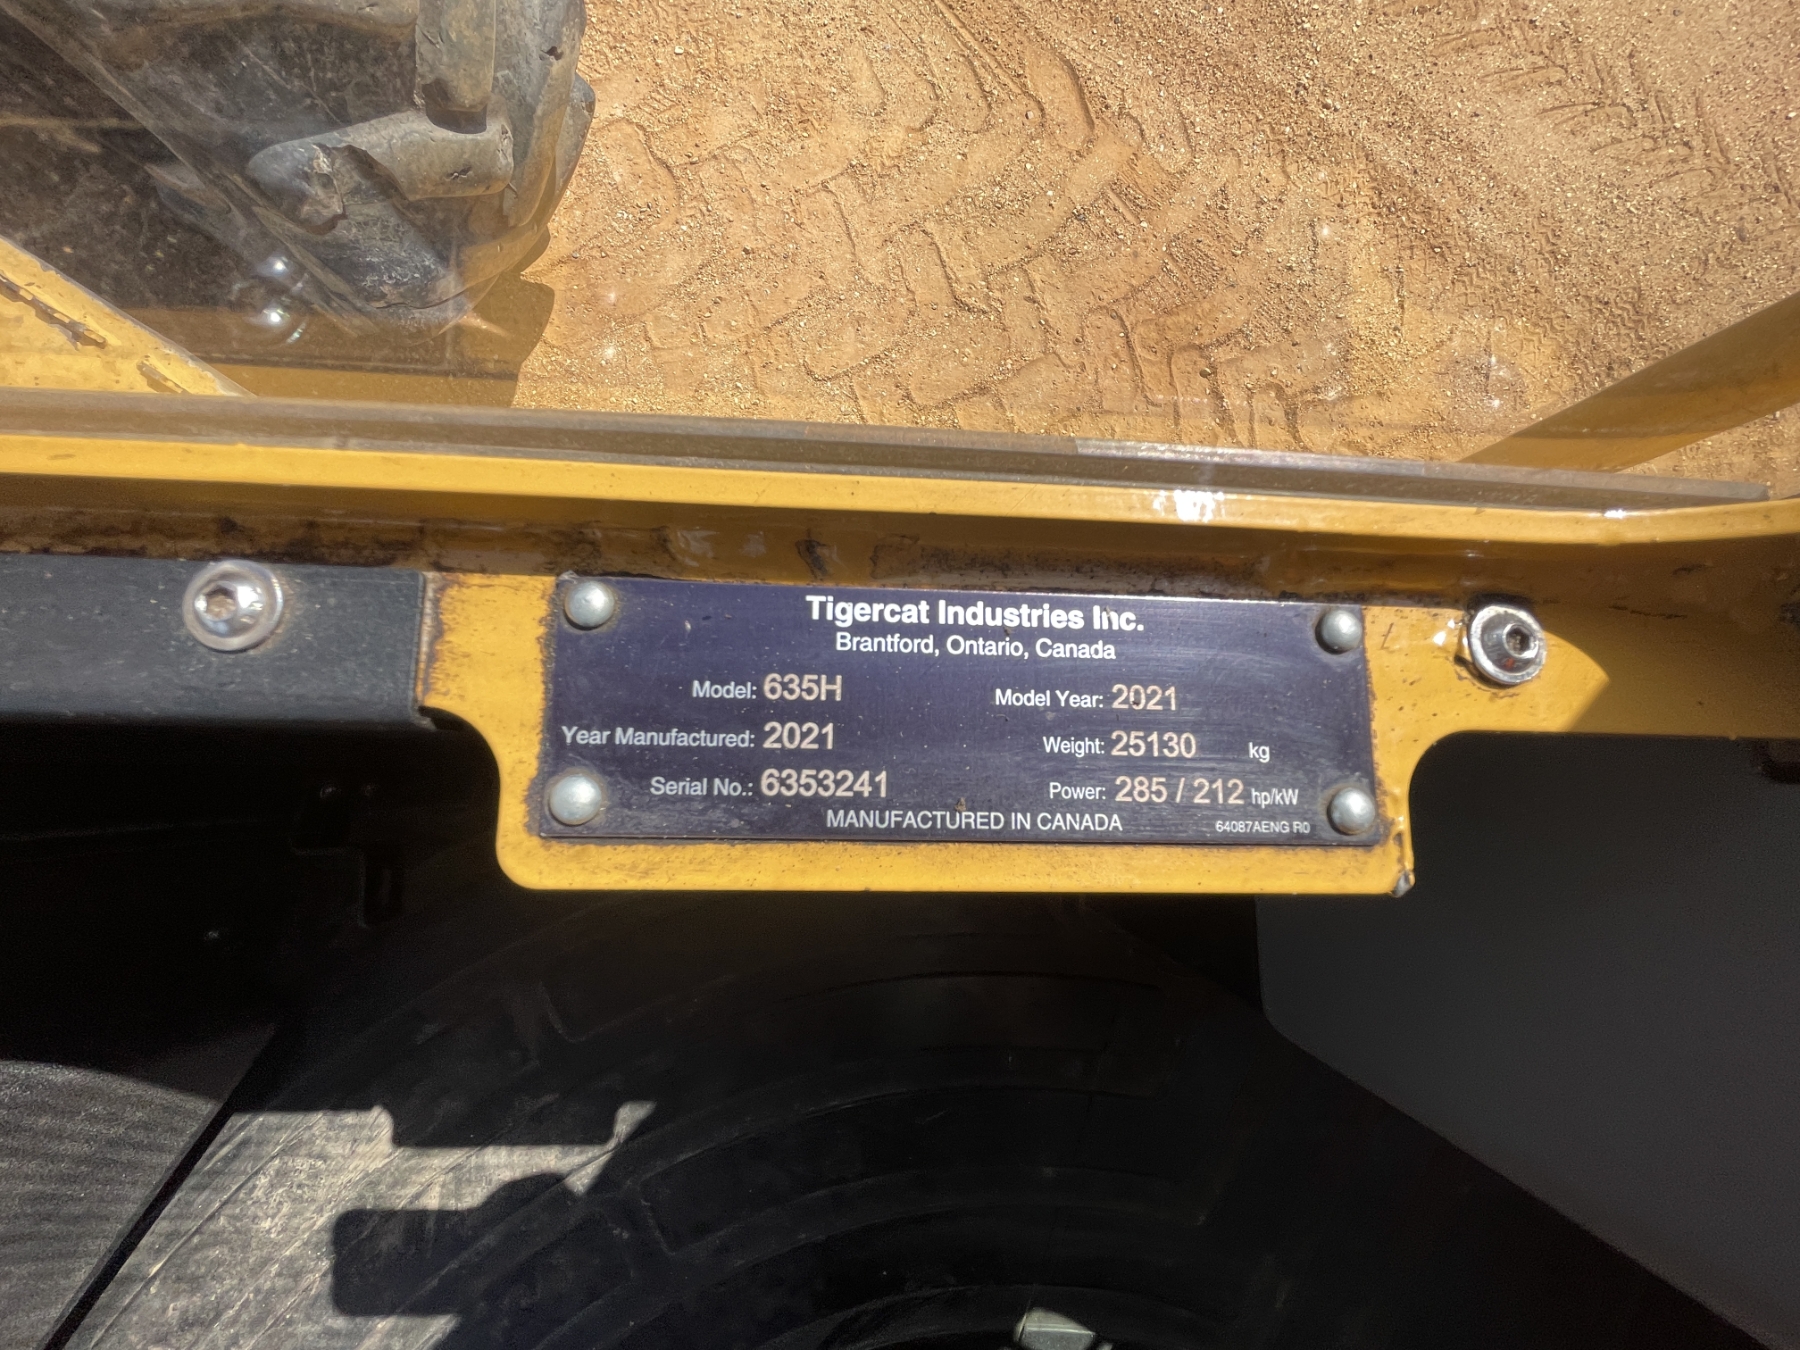 Tigercat Industries Inc.
Brantford, Ontario, Canada
Model: 635H Model Year: 2021
Year Manufactured: 2021 Weight: 25130 kg
Serial No.: 6353241 Power: 285 / 212 hp/kW
MANUFACTURED IN CANADA 64087AENG R0